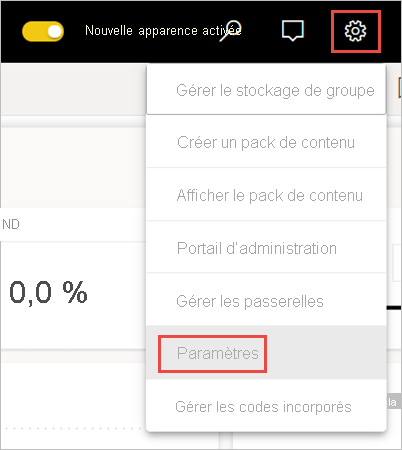 Nouvelle apparence activée
Gérer le stockage de groupe
Créer un pack de contenu
Afficher le pack de contenu
ND
Portail d'administration
0,0 %
Gérer les passerelles
Paramètres
Gérer les codes incorporés
la